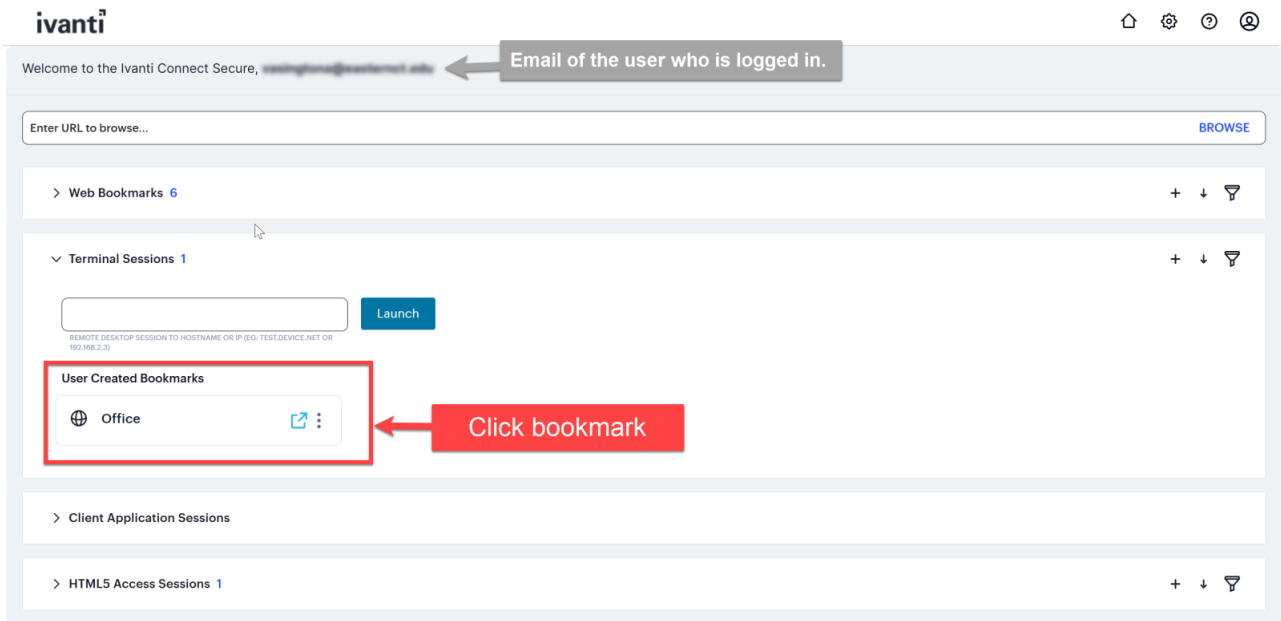 ivanti
Welcome to the Ivanti Connect Secure,
Email of the user who is logged in.
Enter URL to browse...
BROWSE
Web Bookmarks 6
Terminal Sessions 1
Launch
REMOTE DESKTOP SESSION TO HOSTNAME OR IP (EG: TEST.DEVICE.NET OR
192.168.2.3)
User Created Bookmarks
Office
Click bookmark
Client Application Sessions
HTML5 Access Sessions 1